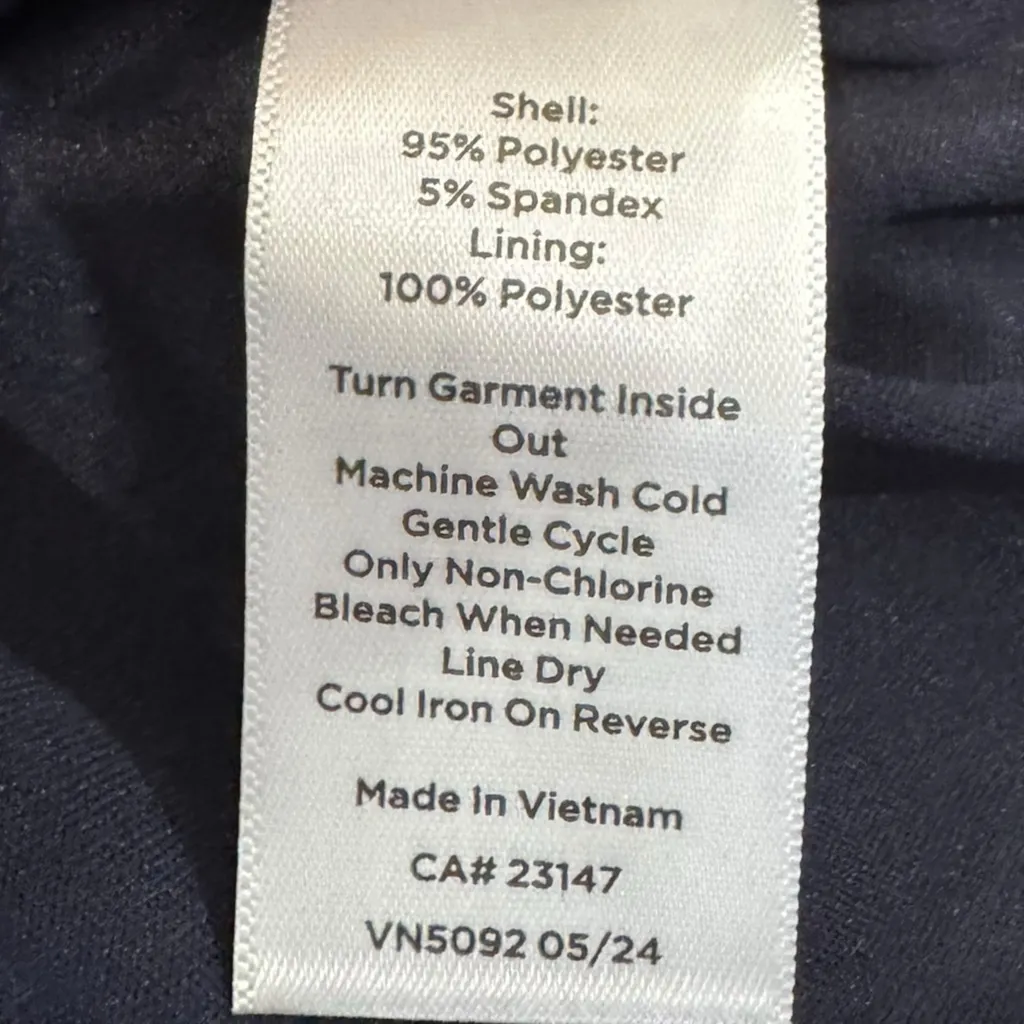 Shell:
95% Polyester
5% Spandex
Lining:
100% Polyester
Turn Garment Inside
Out
Machine Wash Cold
Gentle Cycle
Only Non-Chlorine
Bleach When Needed
Line Dry
Cool Iron On Reverse
Made In Vietnam
CA# 23147
VN5092 05/24